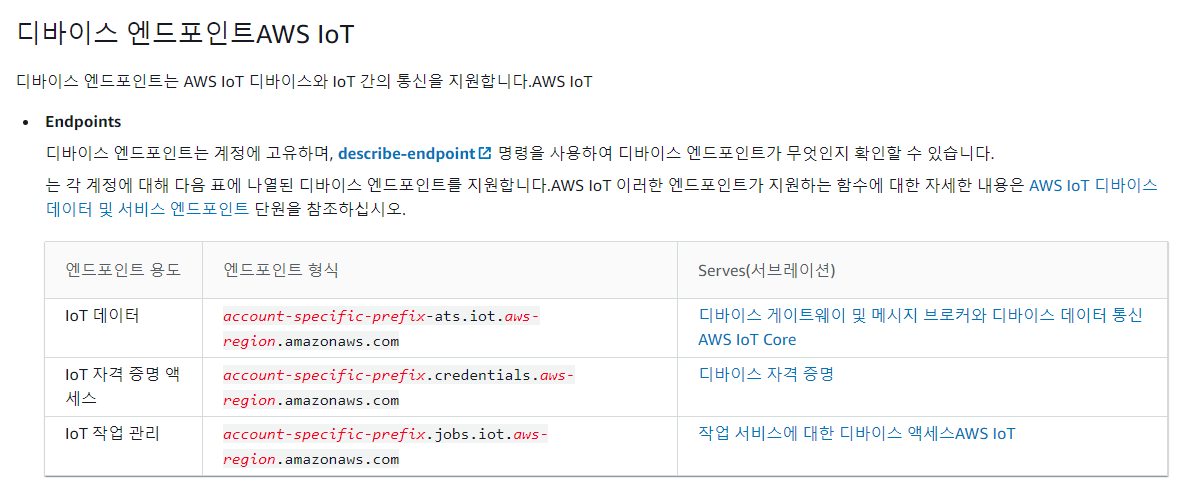 디바이스 엔드포인트AWS IoT
디바이스 엔드포인트는 AWS IoT 디바이스와 IoT 간의 통신을 지원합니다.AWS IoT
• Endpoints
디바이스 엔드포인트는 계정에 고유하며, describe-endpoint 명령을 사용하여 디바이스 엔드포인트가 무엇인지 확인할 수 있습니다.
는 각 계정에 대해 다음 표에 나열된 디바이스 엔드포인트를 지원합니다.AWS IoT 이러한 엔드포인트가 지원하는 함수에 대한 자세한 내용은 AWS IoT 디바이스
데이터 및 서비스 엔드포인트 단원을 참조하십시오.
엔드포인트 용도 엔드포인트 형식 Serves(서브레이션)
IoT 데이터
account-specific-prefix-ats.iot.aws-
region.amazonaws.com
디바이스 게이트웨이 및 메시지 브로커와 디바이스 데이터 통신
AWS IoT Core
IoT 자격 증명 액
세스
account-specific-prefix.credentials.aws-
region.amazonaws.com
디바이스 자격 증명
IoT 작업 관리
account-specific-prefix.jobs.iot.aws-
region.amazonaws.com
작업 서비스에 대한 디바이스 액세스AWS IoT